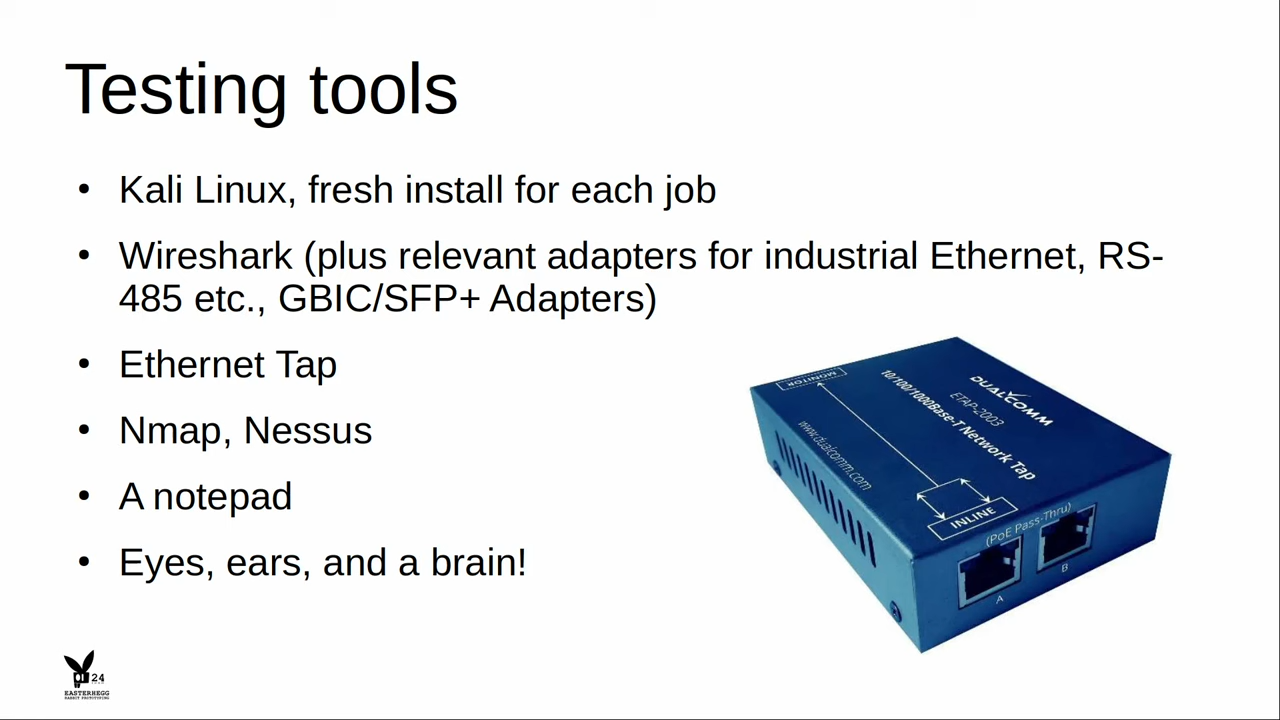 Testing tools
• Kali Linux, fresh install for each job
• Wireshark (plus relevant adapters for industrial Ethernet, RS-
485 etc., GBIC/SFP+ Adapters)
• Ethernet Tap
• Nmap, Nessus
• A notepad
• Eyes, ears, and a brain!
MONITOR
DUALCOMM
ETAP-2003
10/100/1000Base-T Network Tap
www.dualcomm.com
INLINE
(PoE Pass-Thru)
A
B
24
EASTERHEGG
RABBIT PROTOTYPING